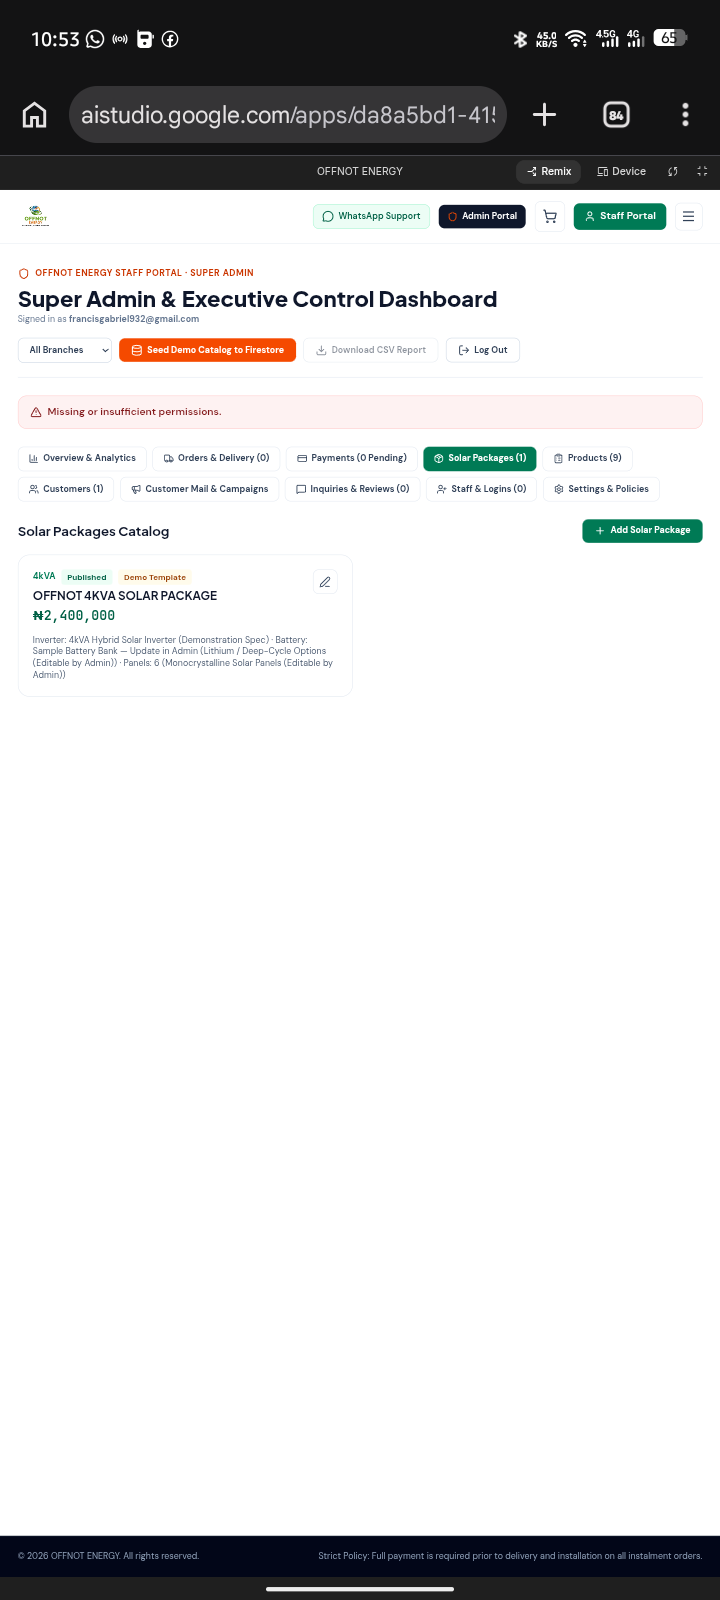 10:53
45.0 KB/S
4.5G
4G
65
aistudio.google.com/apps/da8a5bd1-415
84
OFFNOT ENERGY
Remix
Device
OFFNOT
WhatsApp Support
Admin Portal
Staff Portal
OFFNOT ENERGY STAFF PORTAL · SUPER ADMIN
Super Admin & Executive Control Dashboard
Signed in as francisgabriel932@gmail.com
All Branches
Seed Demo Catalog to Firestore
Download CSV Report
Log Out
Missing or insufficient permissions.
Overview & Analytics
Orders & Delivery (0)
Payments (0 Pending)
Solar Packages (1)
Products (9)
Customers (1)
Customer Mail & Campaigns
Inquiries & Reviews (0)
Staff & Logins (0)
Settings & Policies
Solar Packages Catalog
Add Solar Package
4kVA
Published
Demo Template
OFFNOT 4KVA SOLAR PACKAGE
₦2,400,000
Inverter: 4kVA Hybrid Solar Inverter (Demonstration Spec) · Battery:
Sample Battery Bank — Update in Admin (Lithium / Deep-Cycle Options
(Editable by Admin)) · Panels: 6 (Monocrystalline Solar Panels (Editable by
Admin))
© 2026 OFFNOT ENERGY. All rights reserved.
Strict Policy: Full payment is required prior to delivery and installation on all instalment orders.